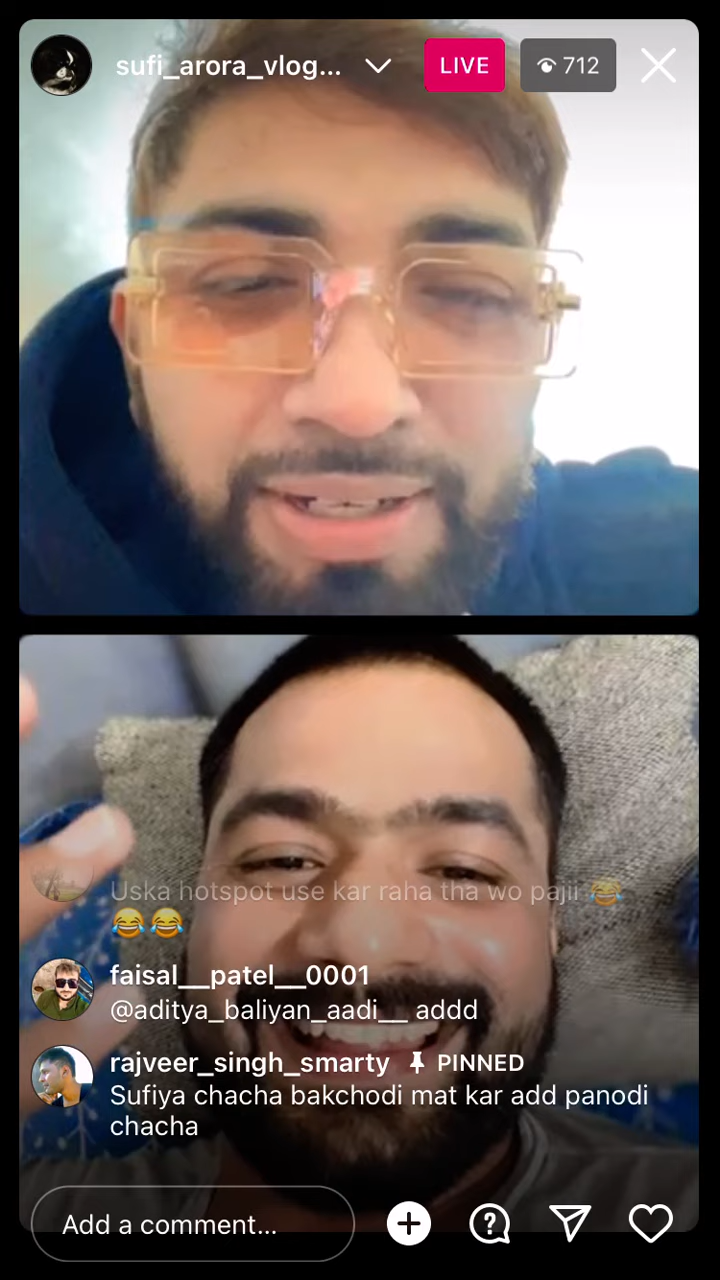 sufi_arora_vlog...
LIVE
712
Uska hotspot use kar raha tha wo pajii 😂
😂😂
faisal__patel__0001
@aditya_baliyan_aadi__ addd
rajveer_singh_smarty PINNED
Sufiya chacha bakchodi mat kar add panodi
chacha
Add a comment...